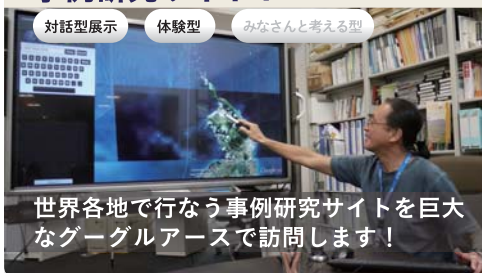 対話型展示
体験型
みなさんと考える型
世界各地で行なう事例研究サイトを巨大
なグーグルアースで訪問します！